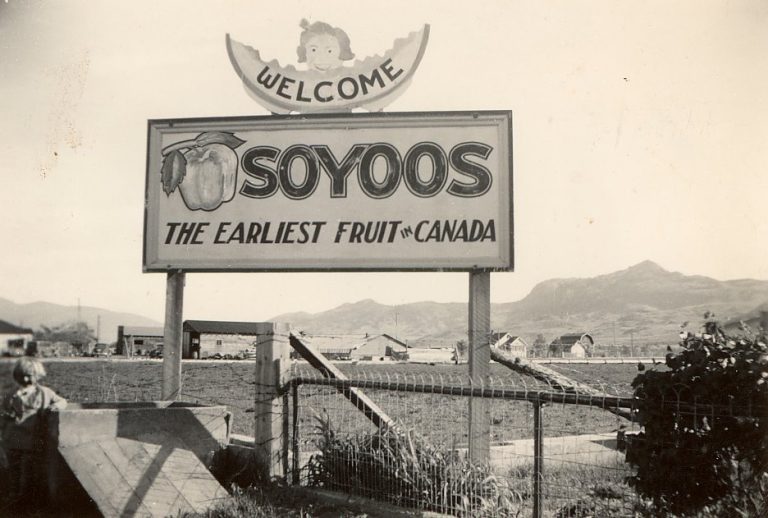 WELCOME
SOYOOS
THE EARLIEST FRUIT IN CANADA